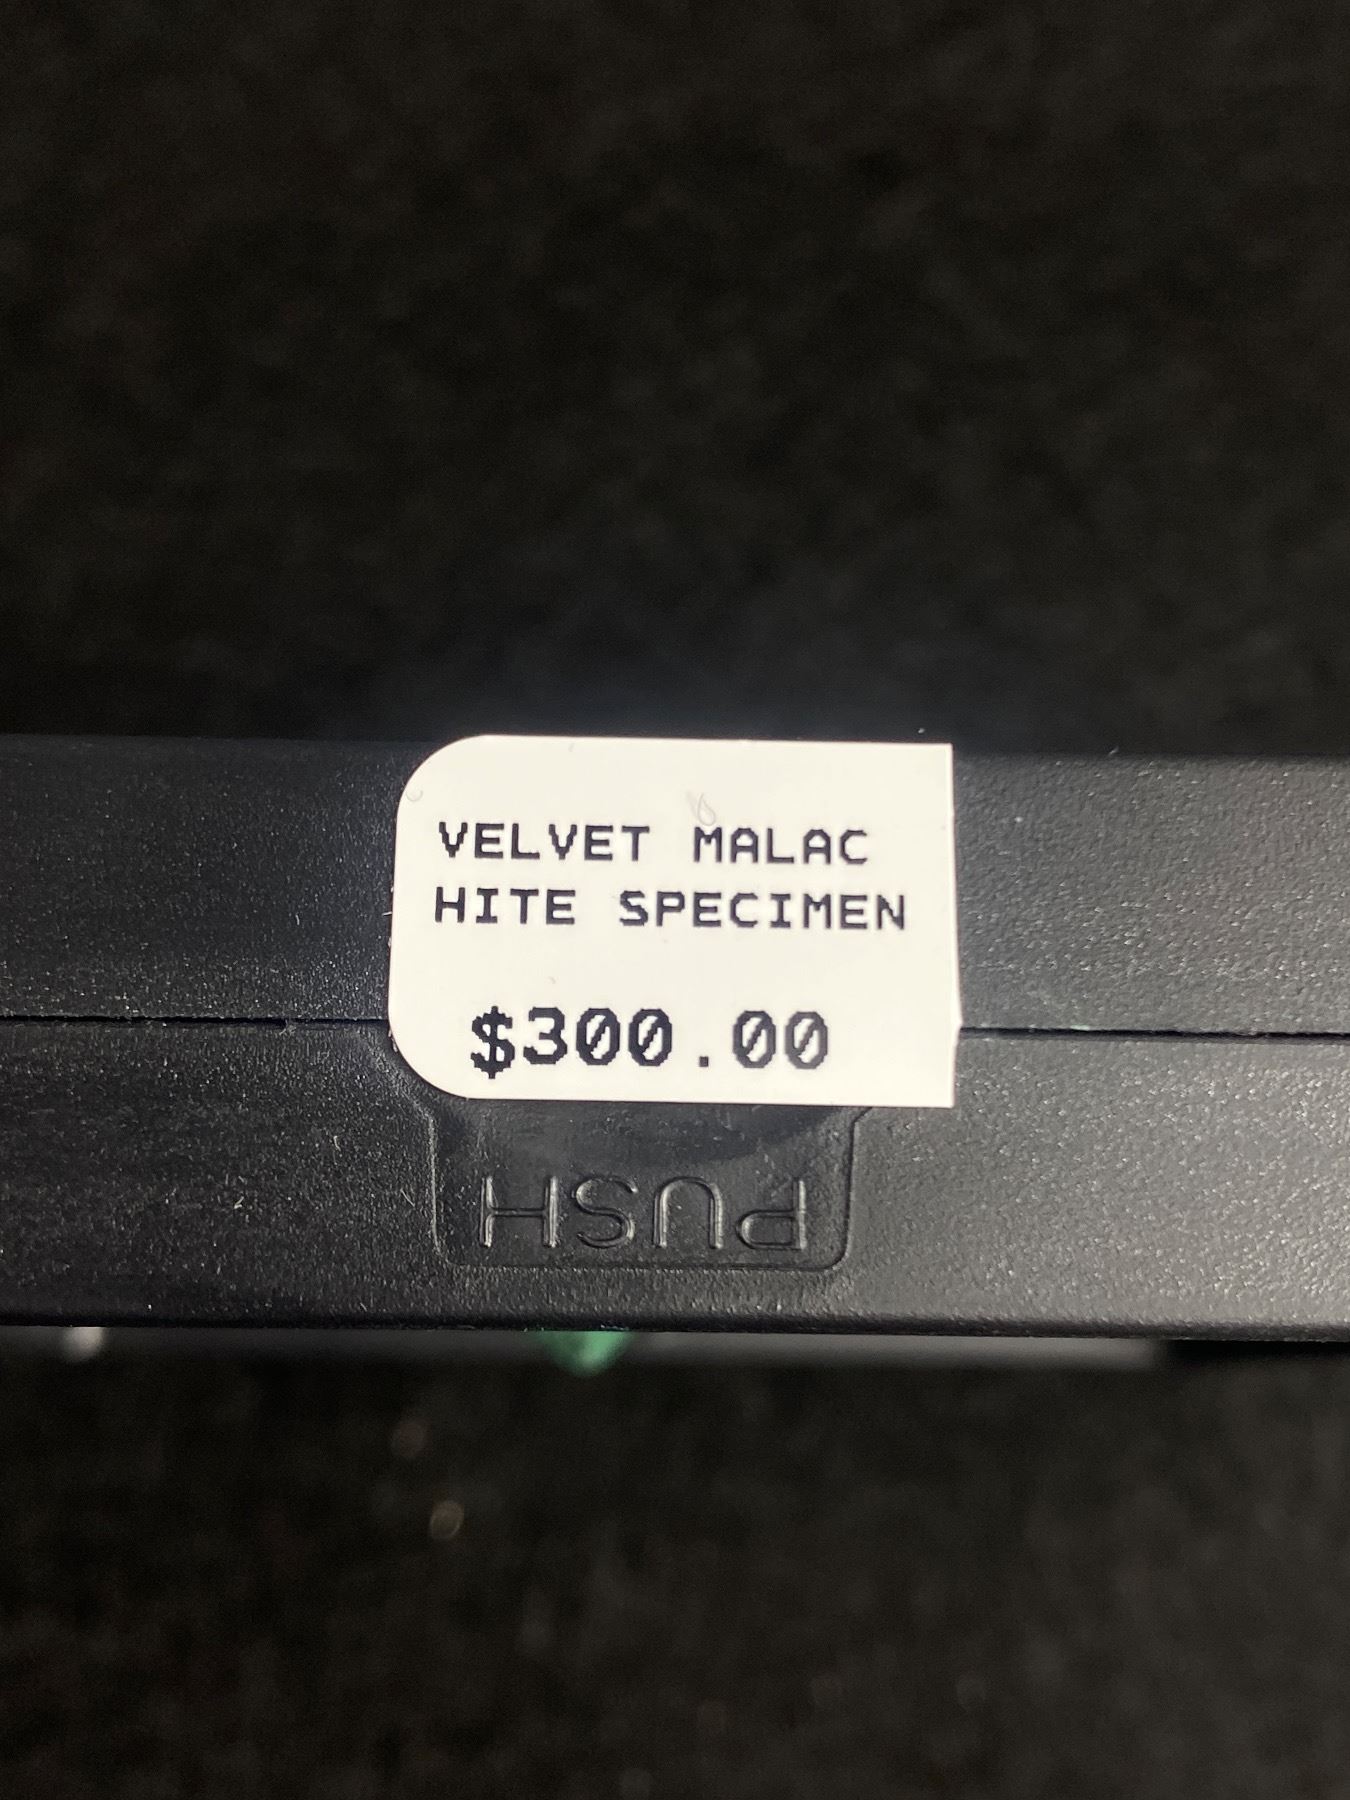 VELVET MALAC
HITE SPECIMEN
$300.00
PUSH